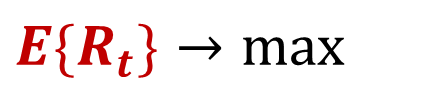 E{Rₜ} → max